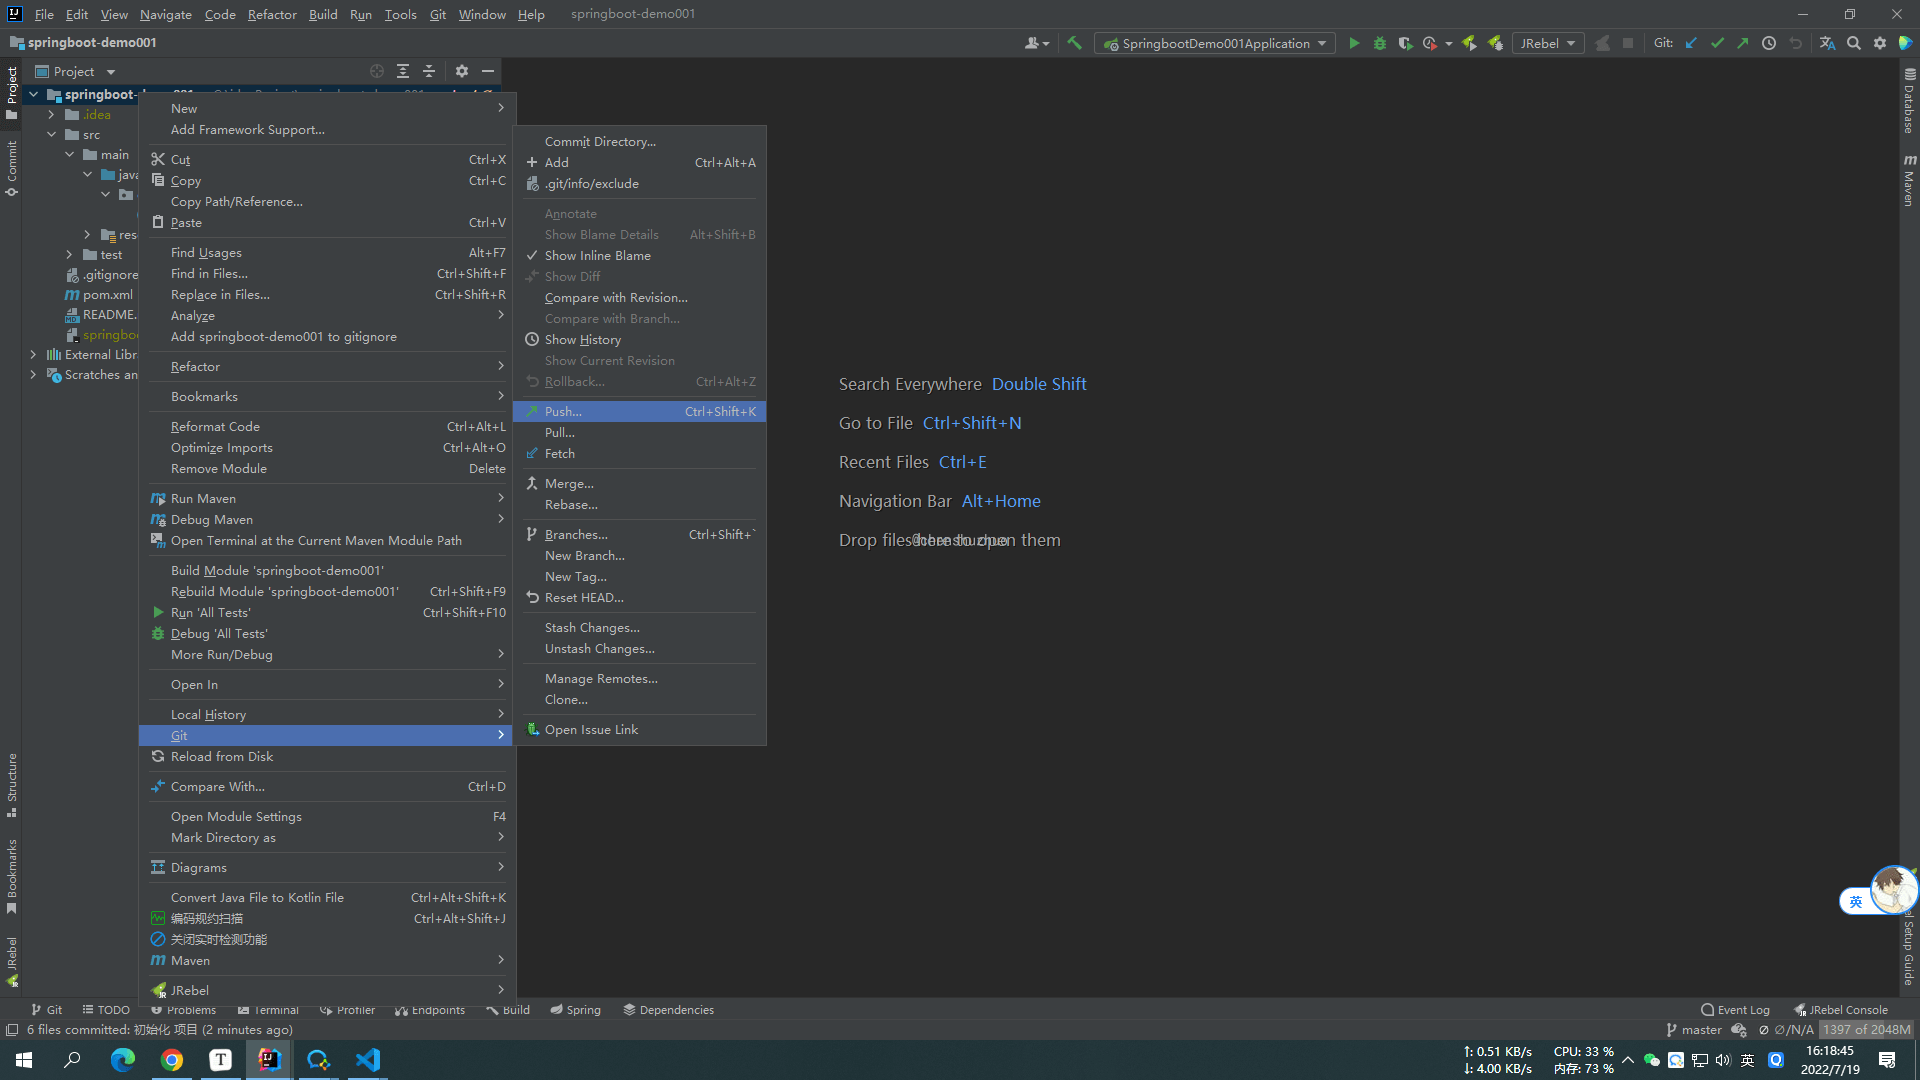 File Edit View Navigate Code Refactor Build Run Tools Git Window Help springboot-demo001
springboot-demo001
SpringbootDemo001Application
JRebel
Git:
Project
springboot-
.idea
src
main
java
res
test
.gitignore
pom.xml
README.
springbo
External Libr
Scratches an
Project
Commit
Structure
Bookmarks
JRebel
New
Add Framework Support...
Cut Ctrl+X
Copy Ctrl+C
Copy Path/Reference...
Paste Ctrl+V
Find Usages Alt+F7
Find in Files... Ctrl+Shift+F
Replace in Files... Ctrl+Shift+R
Analyze
Add springboot-demo001 to gitignore
Refactor
Bookmarks
Reformat Code Ctrl+Alt+L
Optimize Imports Ctrl+Alt+O
Remove Module Delete
Run Maven
Debug Maven
Open Terminal at the Current Maven Module Path
Build Module 'springboot-demo001'
Rebuild Module 'springboot-demo001' Ctrl+Shift+F9
Run 'All Tests' Ctrl+Shift+F10
Debug 'All Tests'
More Run/Debug
Open In
Local History
Git
Reload from Disk
Compare With... Ctrl+D
Open Module Settings F4
Mark Directory as
Diagrams
Convert Java File to Kotlin File Ctrl+Alt+Shift+K
编码规约扫描 Ctrl+Alt+Shift+J
关闭实时检测功能
Maven
JRebel
Commit Directory...
Add Ctrl+Alt+A
.git/info/exclude
Annotate
Show Blame Details Alt+Shift+B
Show Inline Blame
Show Diff
Compare with Revision...
Compare with Branch...
Show History
Show Current Revision
Rollback... Ctrl+Alt+Z
Push... Ctrl+Shift+K
Pull...
Fetch
Merge...
Rebase...
Branches... Ctrl+Shift+`
New Branch...
New Tag...
Reset HEAD...
Stash Changes...
Unstash Changes...
Manage Remotes...
Clone...
Open Issue Link
Search Everywhere Double Shift
Go to File Ctrl+Shift+N
Recent Files Ctrl+E
Navigation Bar Alt+Home
Drop files here to open them
Database
Maven
英
el Setup Guide
Git TODO Problems Terminal Profiler Endpoints Build Spring Dependencies
Event Log JRebel Console
6 files committed: 初始化 项目 (2 minutes ago)
master ∅/N/A 1397 of 2048M
↑: 0.51 KB/s CPU: 33 %
↓: 4.00 KB/s 内存: 73 %
英
16:18:45
2022/7/19